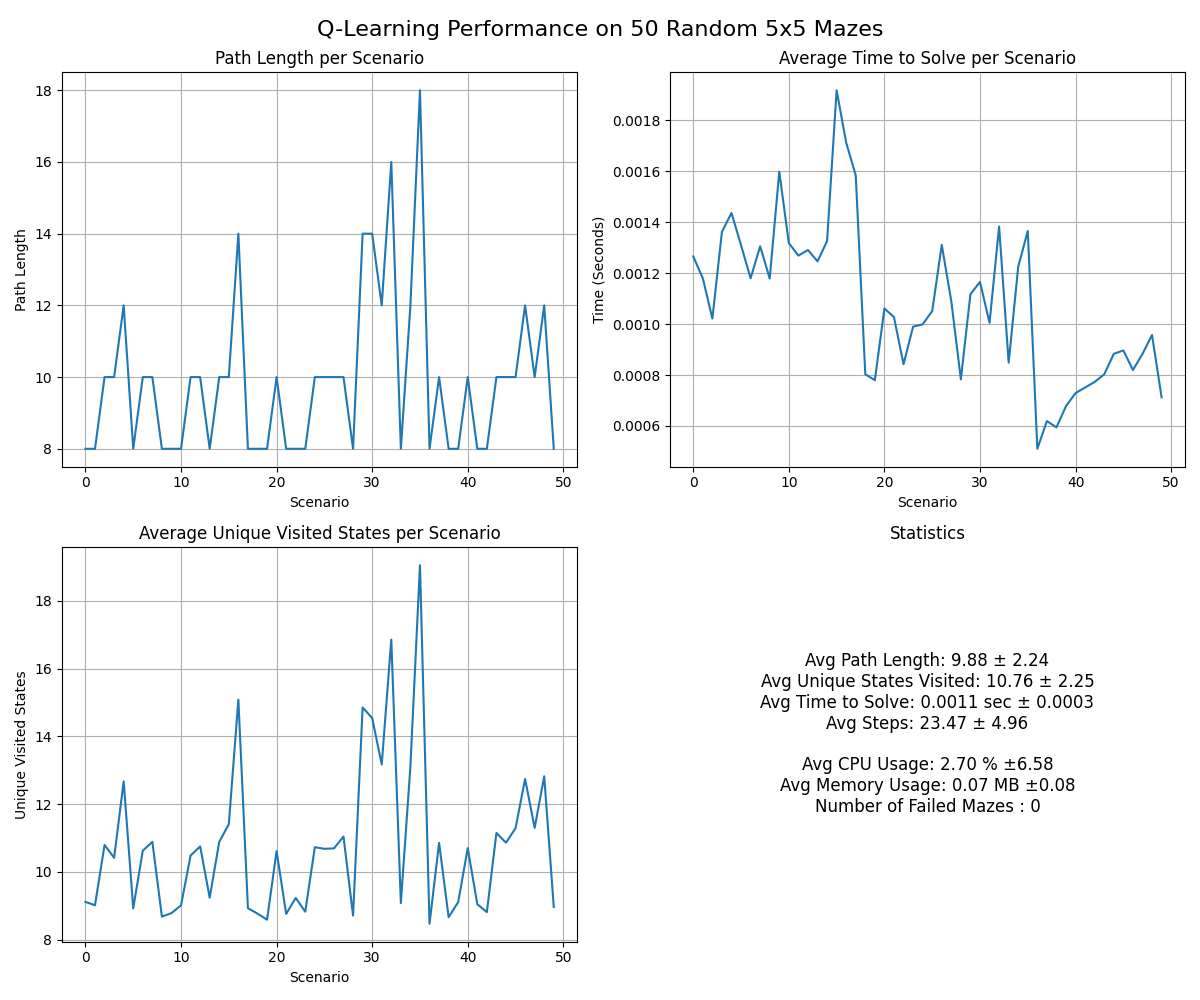 Q-Learning Performance on 50 Random 5x5 Mazes
Path Length per Scenario
18
16
14
12
10
8
Path Length
0 10 20 30 40 50
Scenario
Average Time to Solve per Scenario
0.0018
0.0016
0.0014
0.0012
0.0010
0.0008
0.0006
Time (Seconds)
0 10 20 30 40 50
Scenario
Average Unique Visited States per Scenario
18
16
14
12
10
8
Unique Visited States
0 10 20 30 40 50
Scenario
Statistics
Avg Path Length: 9.88 ± 2.24
Avg Unique States Visited: 10.76 ± 2.25
Avg Time to Solve: 0.0011 sec ± 0.0003
Avg Steps: 23.47 ± 4.96
Avg CPU Usage: 2.70 % ±6.58
Avg Memory Usage: 0.07 MB ±0.08
Number of Failed Mazes : 0